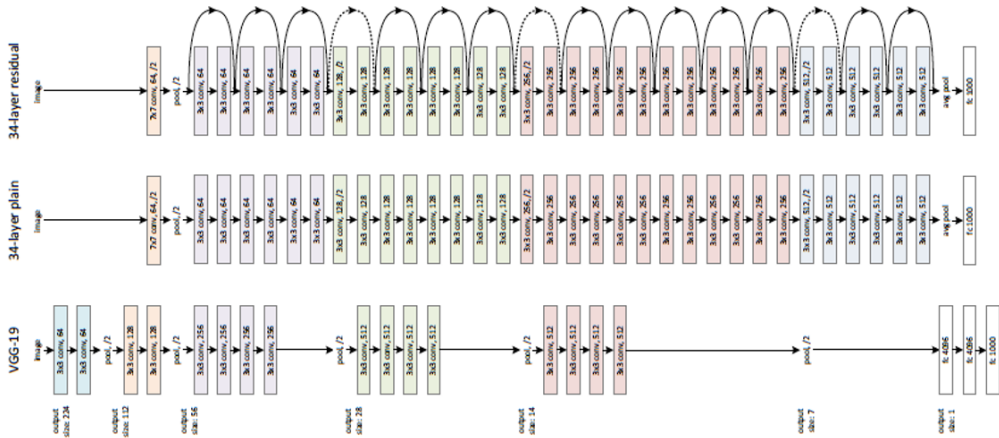 34-layer residual
image
7x7 conv, 64, /2
pool, /2
3x3 conv, 64
3x3 conv, 64
3x3 conv, 64
3x3 conv, 64
3x3 conv, 64
3x3 conv, 64
3x3 conv, 128, /2
3x3 conv, 128
3x3 conv, 128
3x3 conv, 128
3x3 conv, 128
3x3 conv, 128
3x3 conv, 128
3x3 conv, 128
3x3 conv, 256, /2
3x3 conv, 256
3x3 conv, 256
3x3 conv, 256
3x3 conv, 256
3x3 conv, 256
3x3 conv, 256
3x3 conv, 256
3x3 conv, 256
3x3 conv, 256
3x3 conv, 256
3x3 conv, 256
3x3 conv, 512, /2
3x3 conv, 512
3x3 conv, 512
3x3 conv, 512
3x3 conv, 512
3x3 conv, 512
avg pool
fc 1000
34-layer plain
image
7x7 conv, 64, /2
pool, /2
3x3 conv, 64
3x3 conv, 64
3x3 conv, 64
3x3 conv, 64
3x3 conv, 64
3x3 conv, 64
3x3 conv, 128, /2
3x3 conv, 128
3x3 conv, 128
3x3 conv, 128
3x3 conv, 128
3x3 conv, 128
3x3 conv, 128
3x3 conv, 128
3x3 conv, 256, /2
3x3 conv, 256
3x3 conv, 256
3x3 conv, 256
3x3 conv, 256
3x3 conv, 256
3x3 conv, 256
3x3 conv, 256
3x3 conv, 256
3x3 conv, 256
3x3 conv, 256
3x3 conv, 256
3x3 conv, 512, /2
3x3 conv, 512
3x3 conv, 512
3x3 conv, 512
3x3 conv, 512
3x3 conv, 512
avg pool
fc 1000
VGG-19
image
3x3 conv, 64
3x3 conv, 64
pool, /2
3x3 conv, 128
3x3 conv, 128
pool, /2
3x3 conv, 256
3x3 conv, 256
3x3 conv, 256
3x3 conv, 256
pool, /2
3x3 conv, 512
3x3 conv, 512
3x3 conv, 512
3x3 conv, 512
pool, /2
3x3 conv, 512
3x3 conv, 512
3x3 conv, 512
3x3 conv, 512
pool, /2
fc 4096
fc 4096
fc 1000
output
size: 224
output
size: 112
output
size: 56
output
size: 28
output
size: 14
output
size: 7
output
size: 1